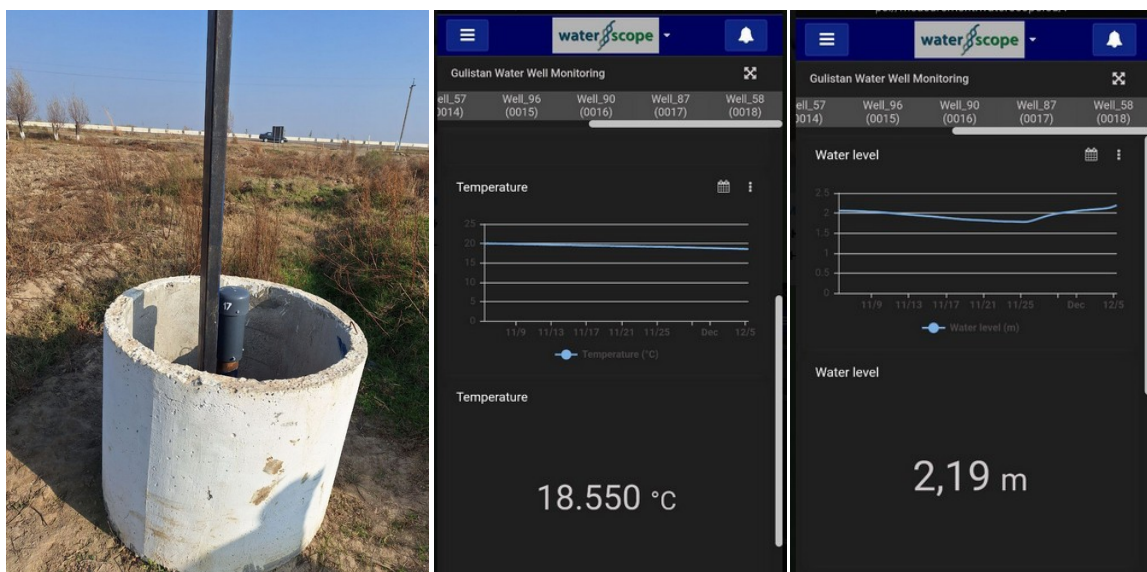 17
water scope
Gulistan Water Well Monitoring
ell_57 Well_96 Well_90 Well_87 Well_58
0014) (0015) (0016) (0017) (0018)
Temperature
25
20
15
10
5
0
11/9 11/13 11/17 11/21 11/25 Dec 12/5
Temperature (°C)
Temperature
18.550 °C
water scope
Gulistan Water Well Monitoring
ell_57 Well_96 Well_90 Well_87 Well_58
0014) (0015) (0016) (0017) (0018)
Water level
2.5
2
1.5
1
0.5
0
11/9 11/13 11/17 11/21 11/25 Dec 12/5
Water level (m)
Water level
2,19 m